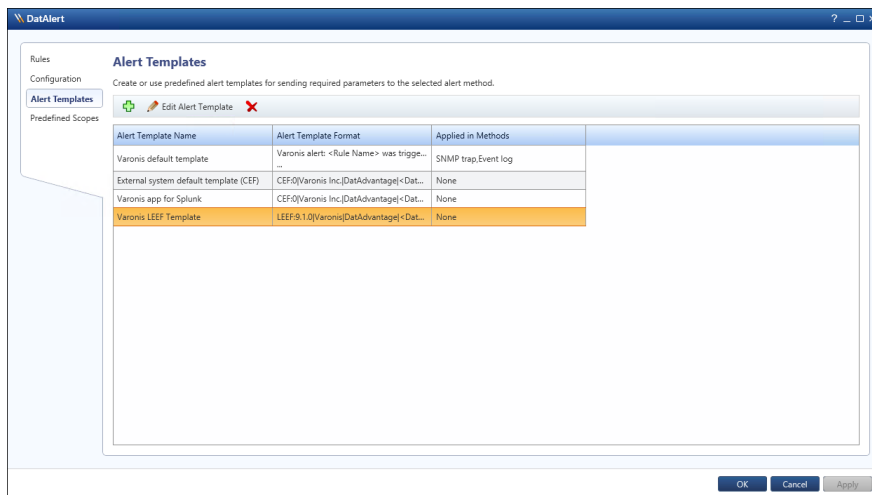 DatAlert
Rules
Configuration
Alert Templates
Predefined Scopes
Alert Templates
Create or use predefined alert templates for sending required parameters to the selected alert method.
Edit Alert Template
Alert Template Name Alert Template Format Applied in Methods
Varonis default template Varonis alert: <Rule Name> was trigge... SNMP trap,Event log
...
External system default template (CEF) CEF:0|Varonis Inc.|DatAdvantage|<Dat... None
Varonis app for Splunk CEF:0|Varonis Inc.|DatAdvantage|<Dat... None
Varonis LEEF Template LEEF:9.1.0|Varonis|DatAdvantage|<Dat... None
OK Cancel Apply